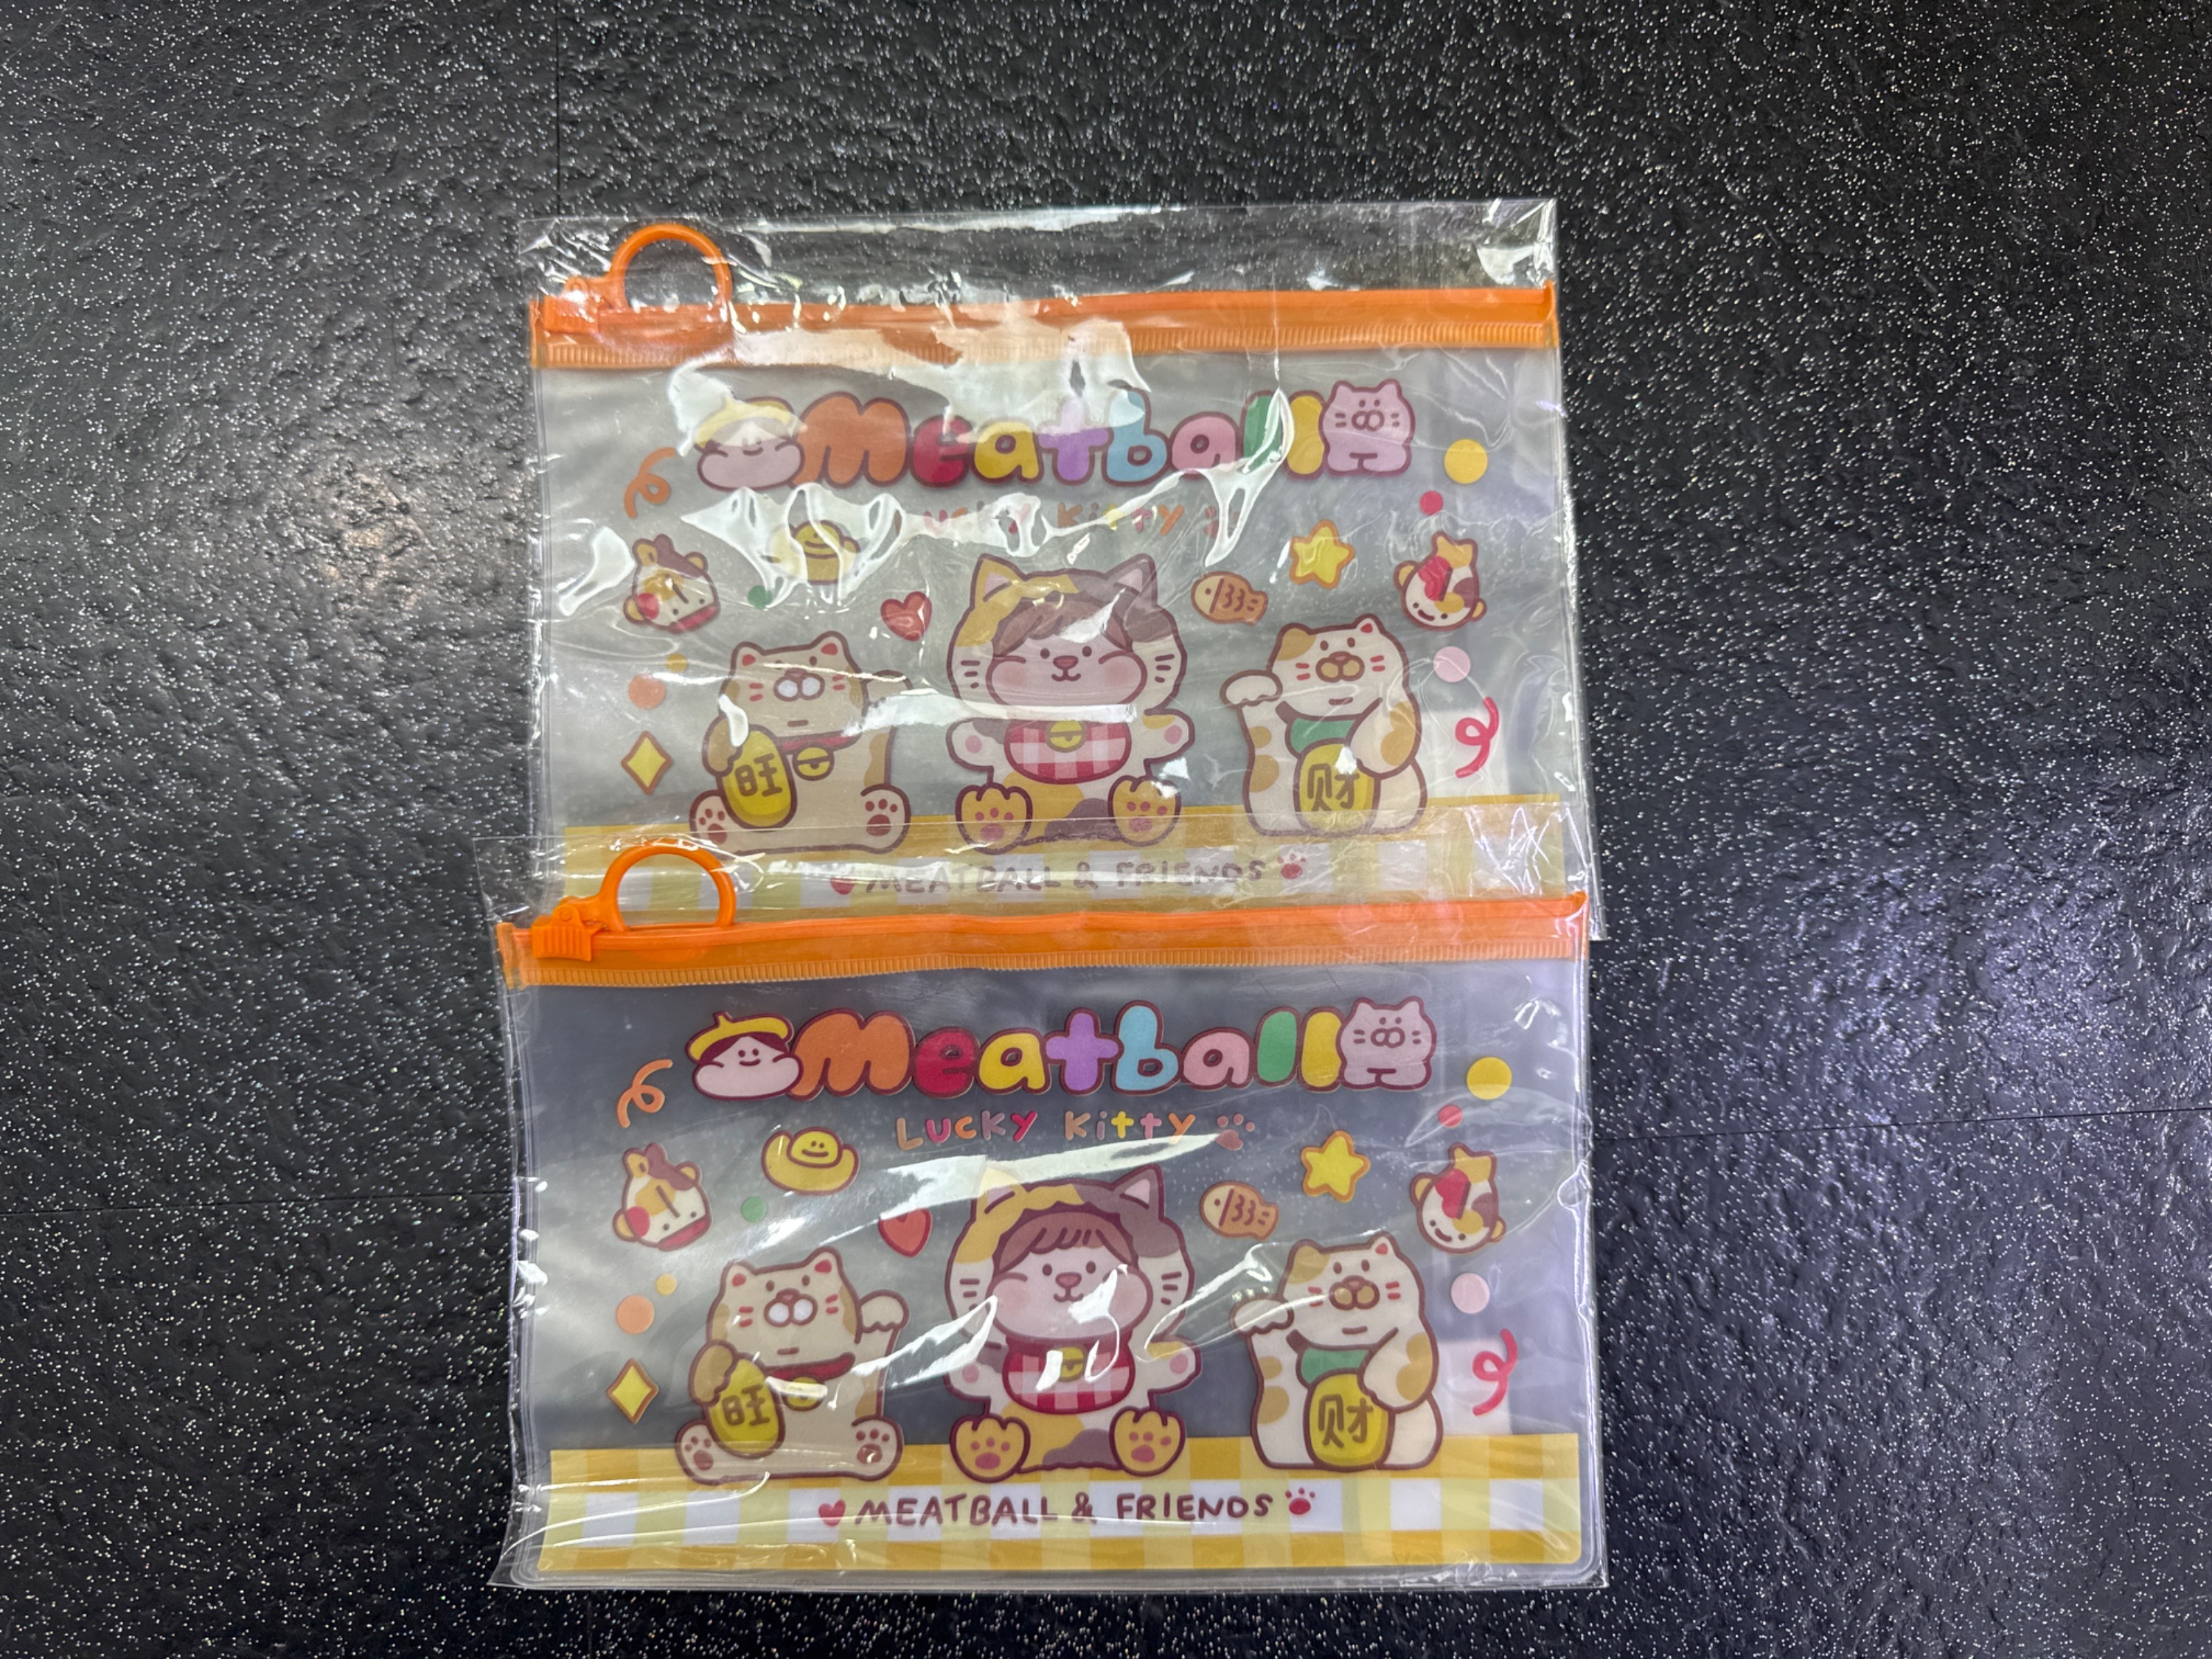 Meatball
Lucky Kitty
旺
财
MEATBALL & FRIENDS
Meatball
Lucky Kitty
旺
财
MEATBALL & FRIENDS